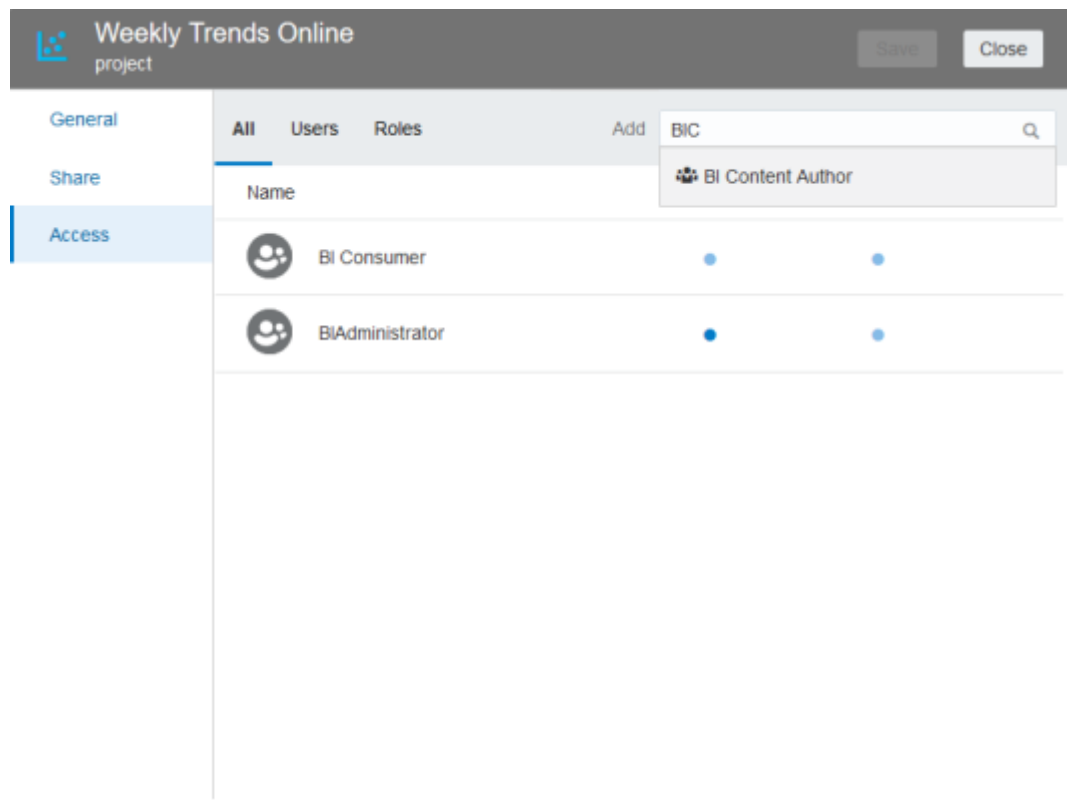 Weekly Trends Online
project
Save
Close
General
Share
Access
All
Users
Roles
Add
BIC
BI Content Author
Name
BI Consumer
BIAdministrator